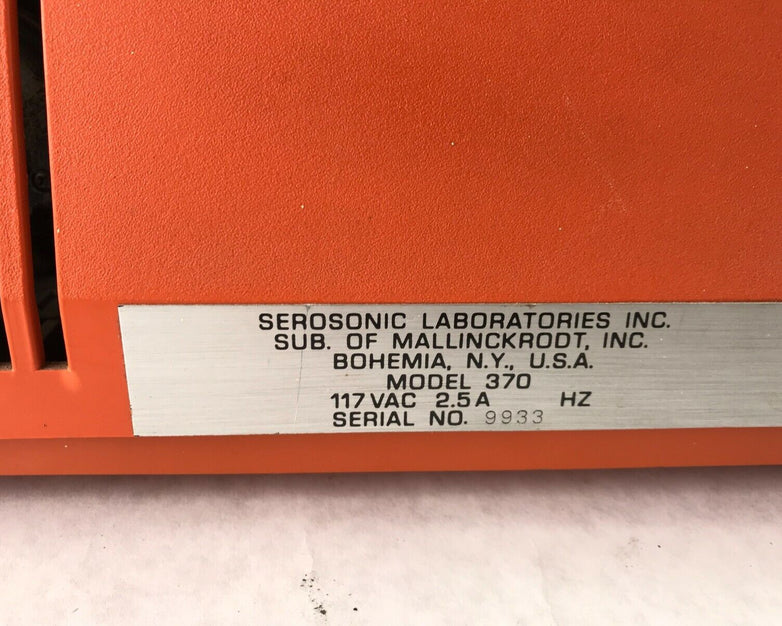 SEROSONIC LABORATORIES INC.
SUB. OF MALLINCKRODT, INC.
BOHEMIA, N.Y., U.S.A.
MODEL 370
117 VAC 2.5 A HZ
SERIAL NO. 9933